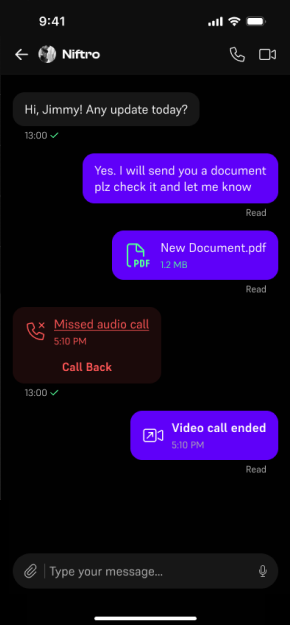 9:41
Niftro
Hi, Jimmy! Any update today?
13:00
Yes. I will send you a document
plz check it and let me know
Read
PDF
New Document.pdf
1.2 MB
Read
Missed audio call
5:10 PM
Call Back
13:00
Video call ended
5:10 PM
Read
Type your message...